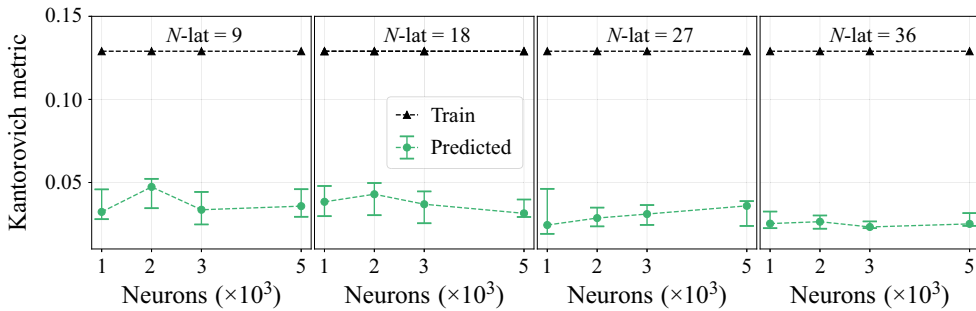 Kantorovich metric
0.15
0.10
0.05
N-lat = 9
N-lat = 18
N-lat = 27
N-lat = 36
Train
Predicted
1 2 3 5
1 2 3 5
1 2 3 5
1 2 3 5
Neurons (×10³)
Neurons (×10³)
Neurons (×10³)
Neurons (×10³)